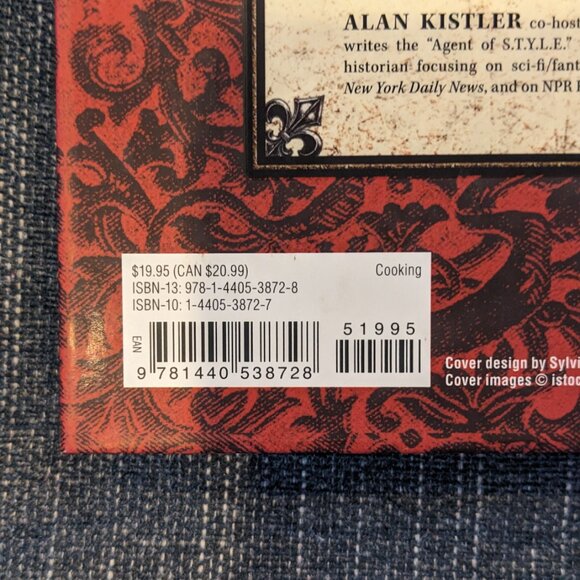 ALAN KISTLER co-host
writes the “Agent of S.T.Y.L.E.”
historian focusing on sci-fi/fant
New York Daily News, and on NPR
$19.95 (CAN $20.99) Cooking
ISBN-13: 978-1-4405-3872-8
ISBN-10: 1-4405-3872-7
51995
EAN
9 781440 538728
Cover design by Sylvi
Cover images © istoc